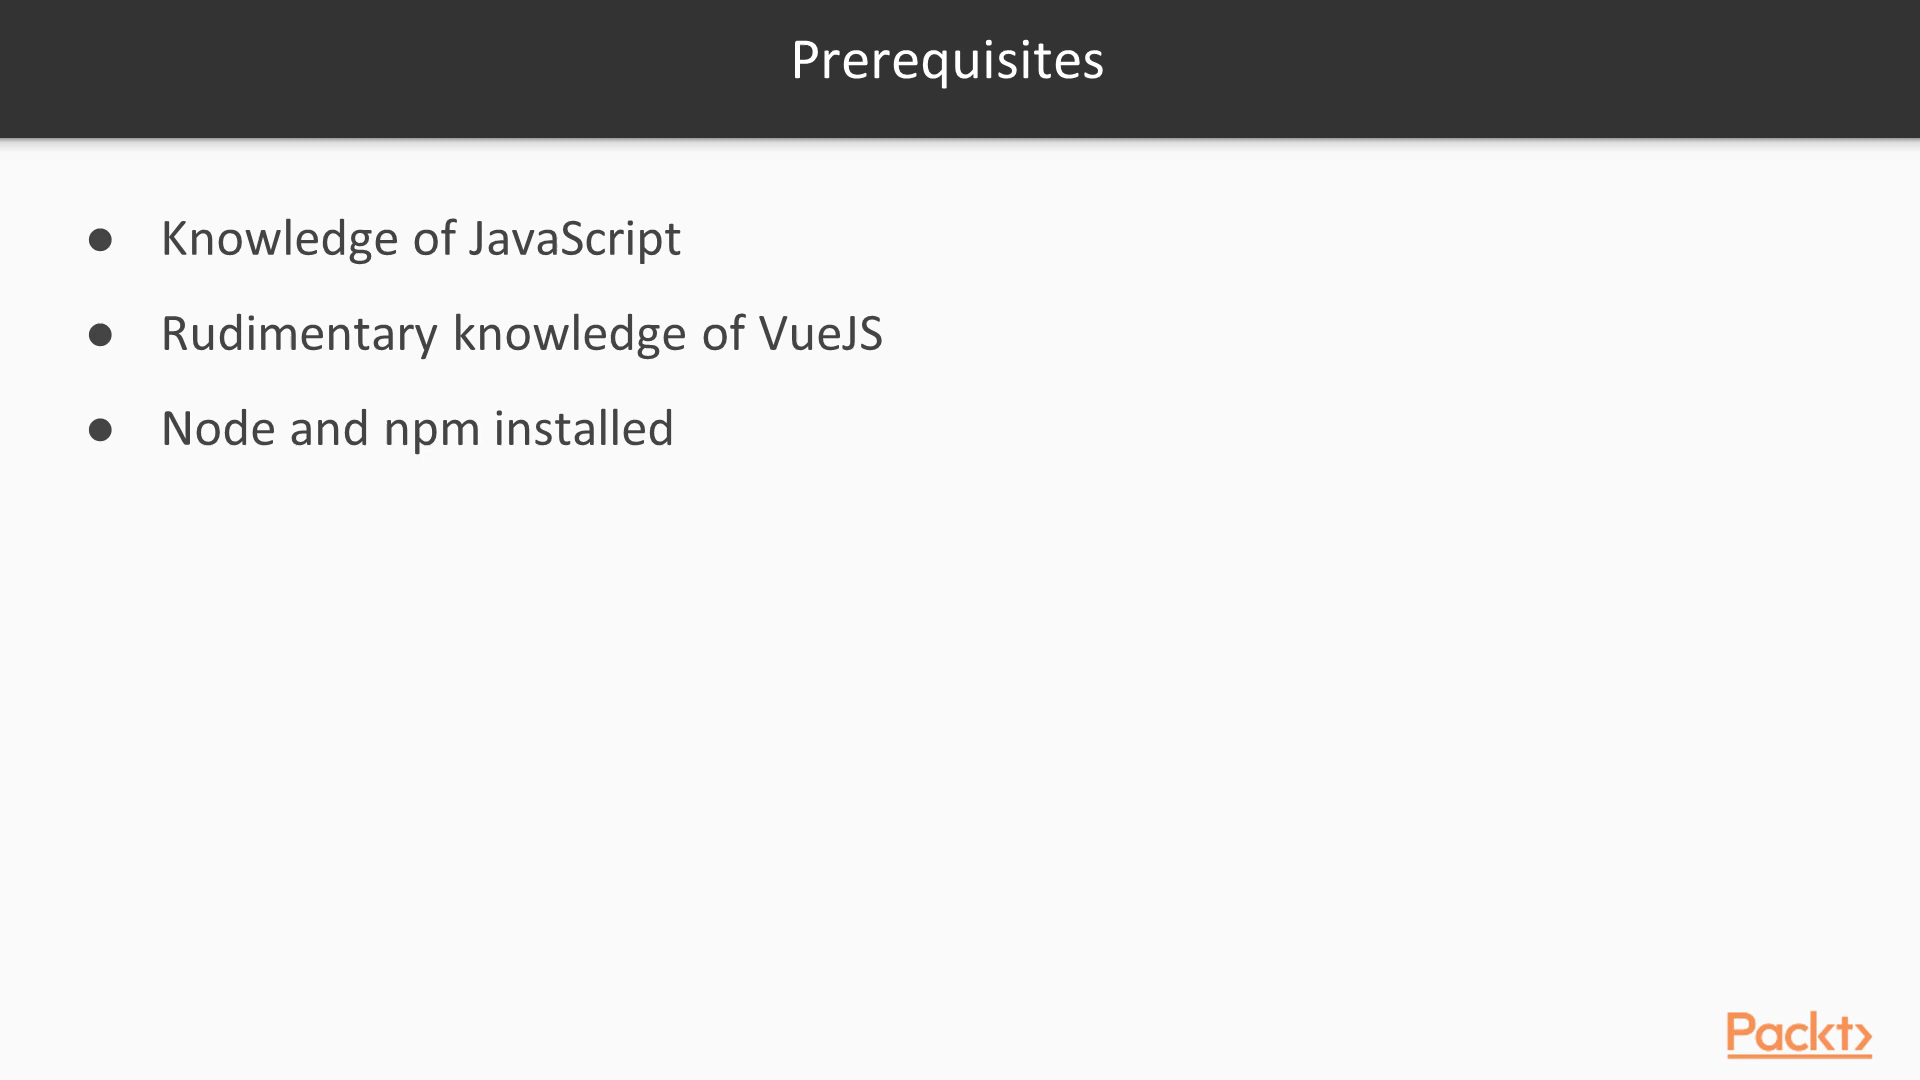 Prerequisites
● Knowledge of JavaScript
● Rudimentary knowledge of VueJS
● Node and npm installed
Packt>